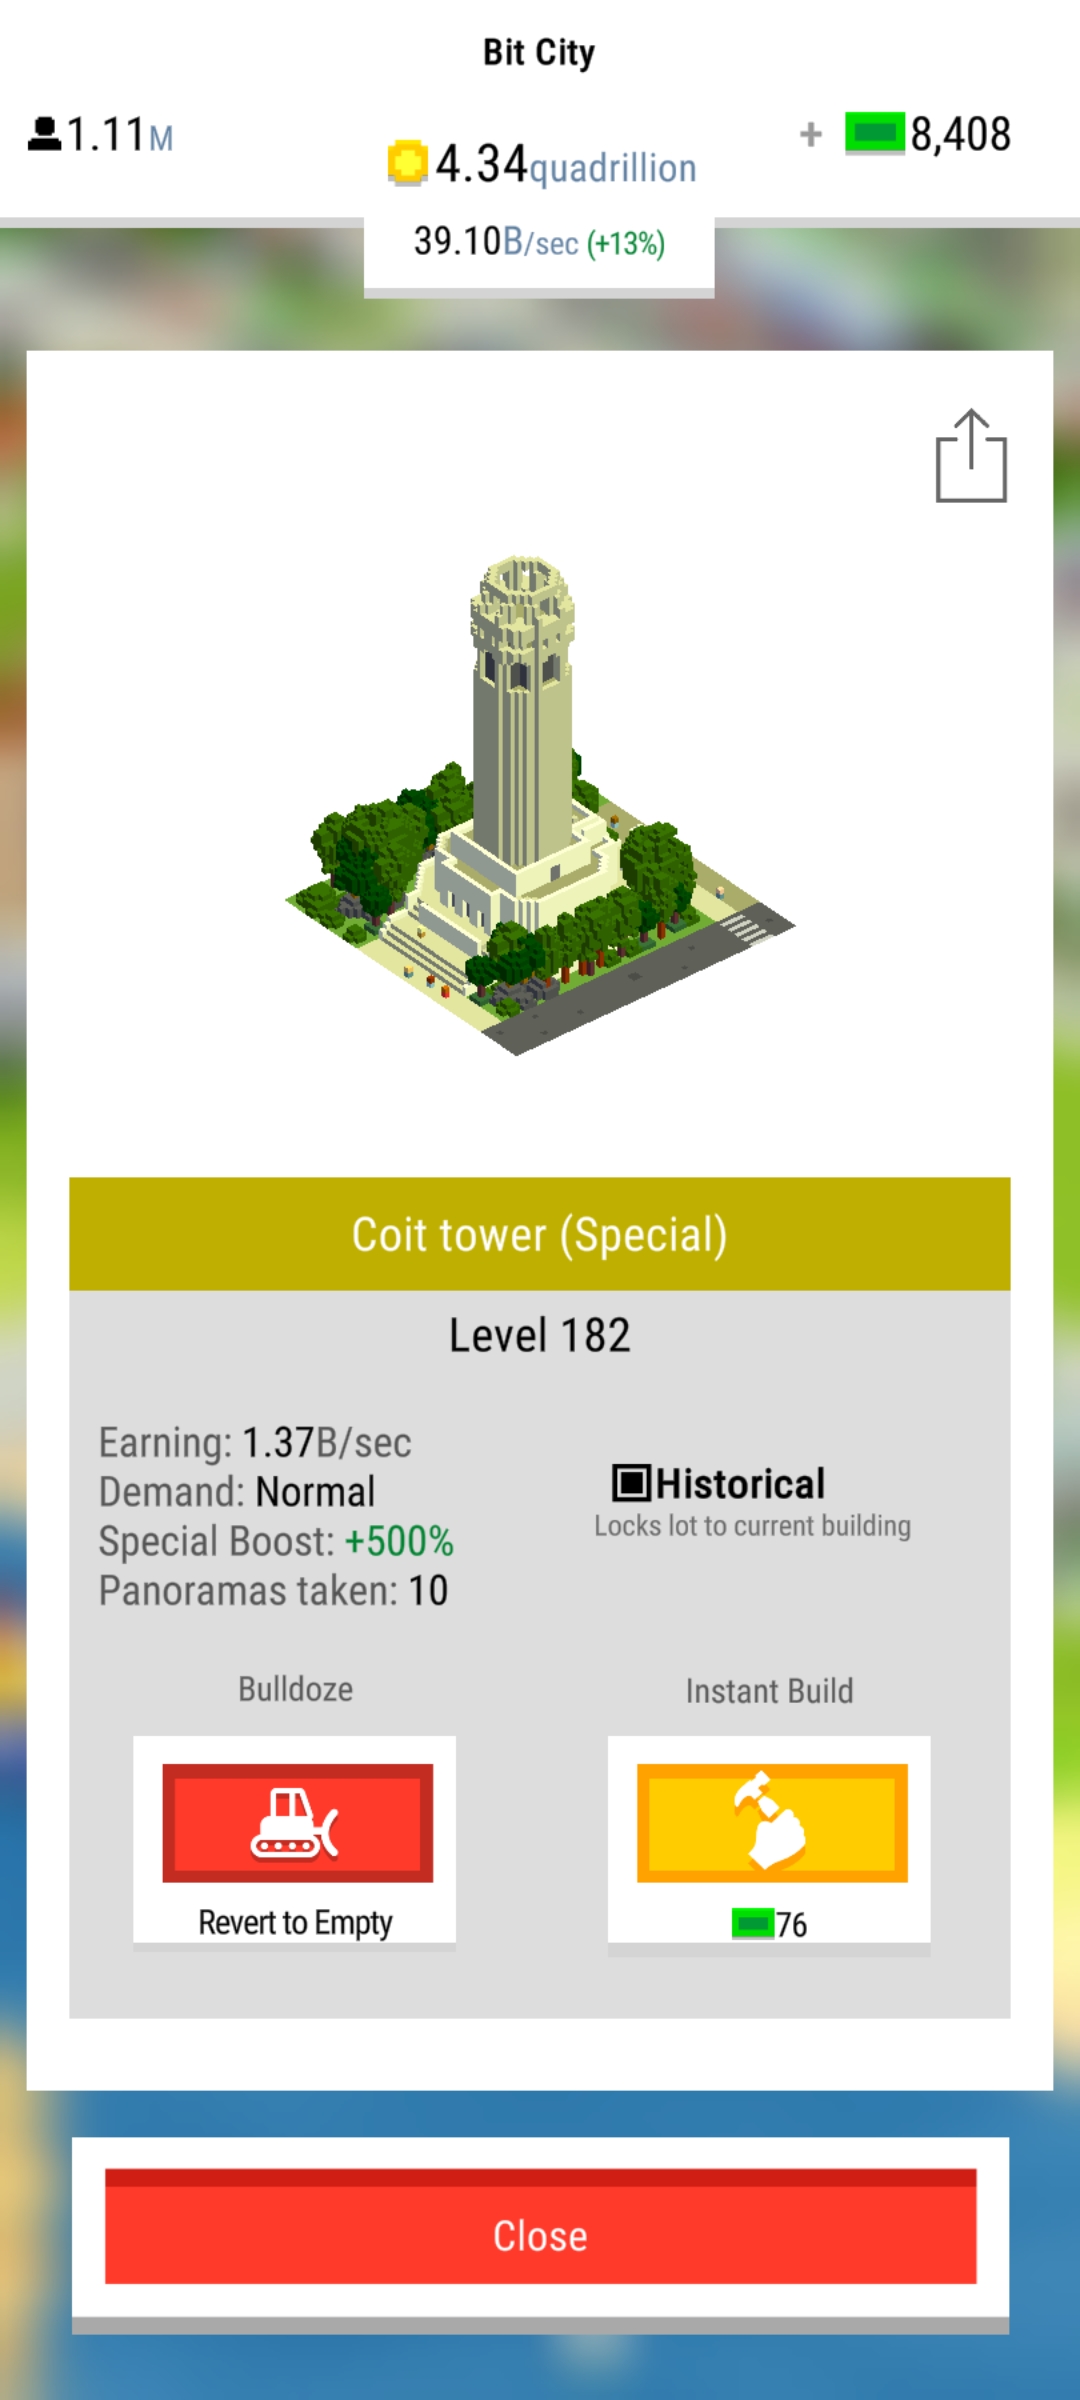 Bit City
1.11M
4.34quadrillion
+ 8,408
39.10B/sec (+13%)
Coit tower (Special)
Level 182
Earning: 1.37B/sec
Demand: Normal
Special Boost: +500%
Panoramas taken: 10
Historical
Locks lot to current building
Bulldoze
Revert to Empty
Instant Build
76
Close